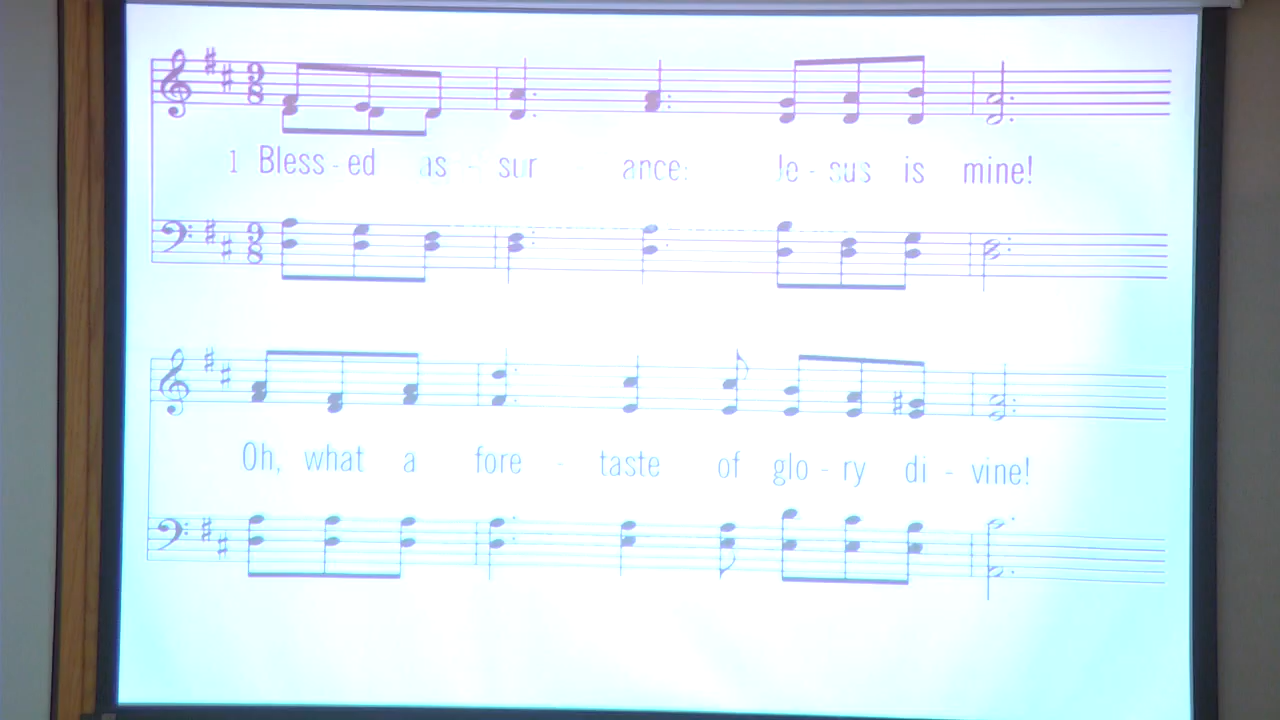 1 Bless - ed as - sur - ance: Je - sus is mine!
Oh, what a fore - taste of glo - ry di - vine!